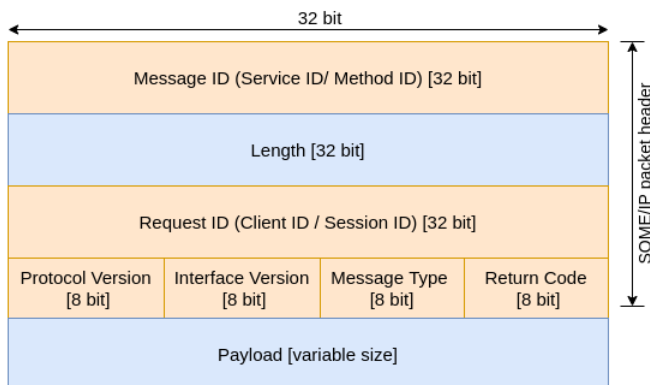 32 bit
Message ID (Service ID/ Method ID) [32 bit]
Length [32 bit]
Request ID (Client ID / Session ID) [32 bit]
Protocol Version
[8 bit]
Interface Version
[8 bit]
Message Type
[8 bit]
Return Code
[8 bit]
Payload [variable size]
SOME/IP packet header